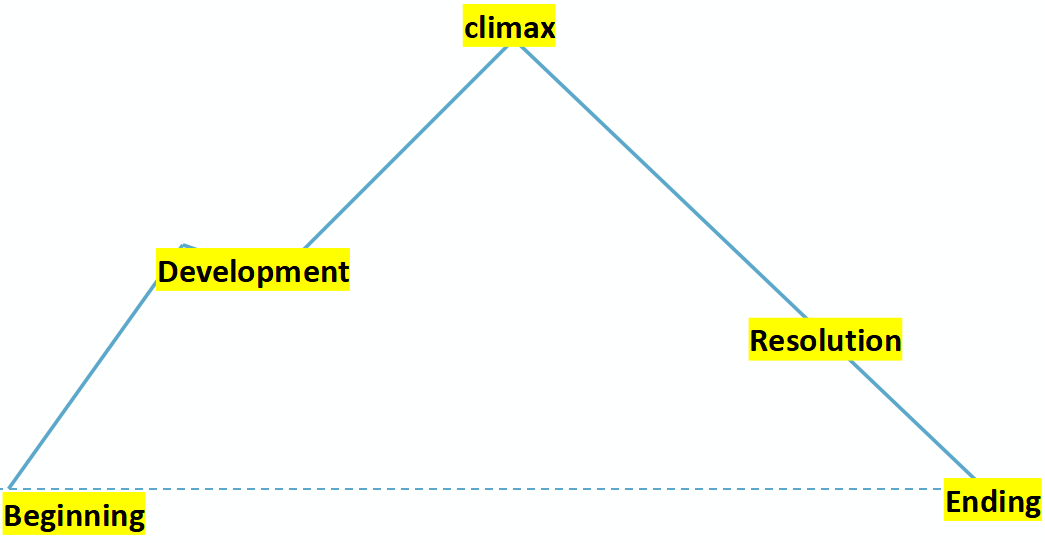 climax
Development
Resolution
Beginning
Ending